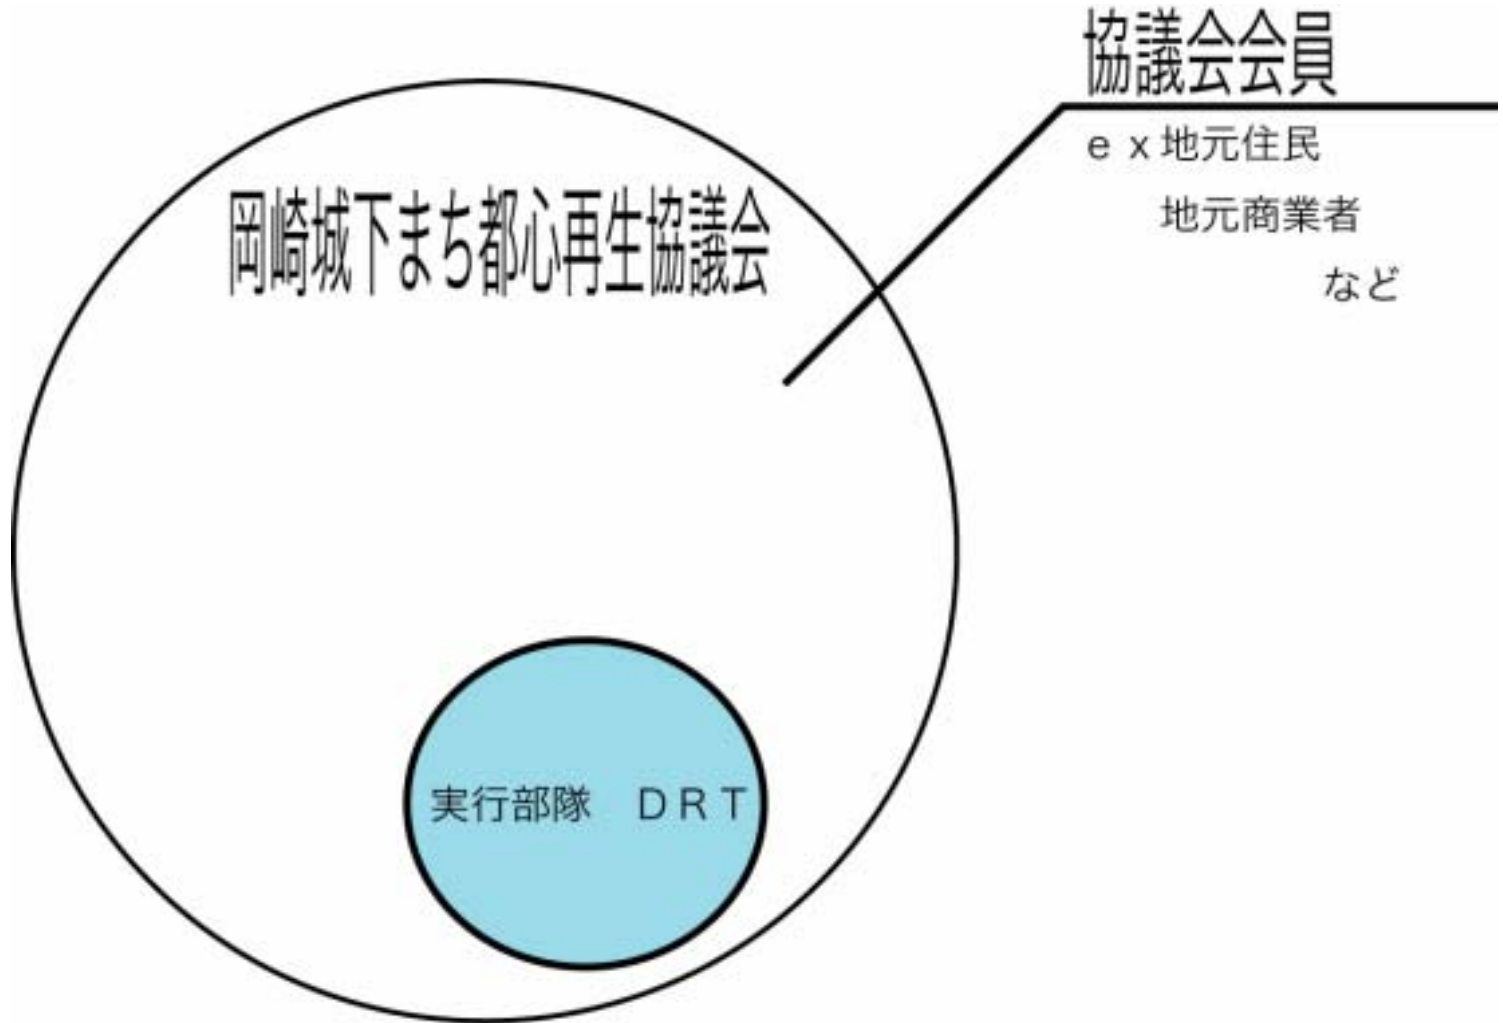 協議会会員
ｅｘ地元住民
地元商業者
など
岡崎城下まち都心再生協議会
実行部隊　ＤＲＴ